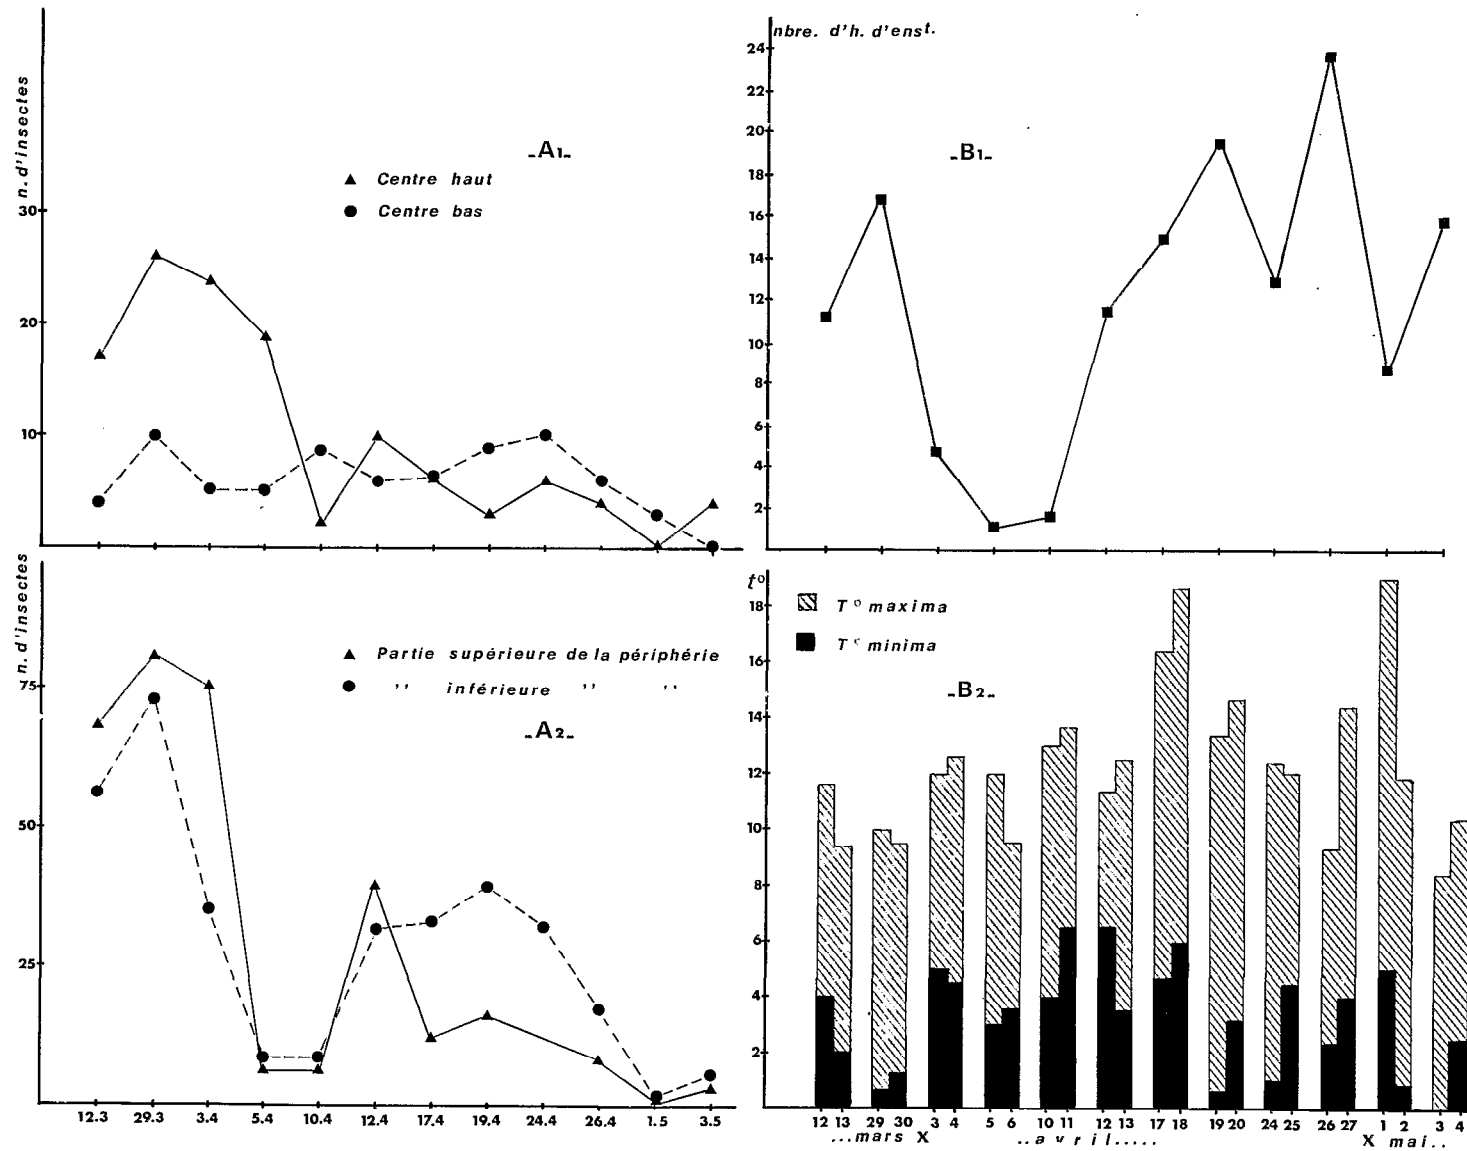 n. d'insectes
30
20
10
-A1-
Centre haut
Centre bas
nbre. d'h. d'enst.
24
22
20
18
16
14
12
10
8
6
4
2
-B1-
n. d'insectes
75
50
25
Partie supérieure de la périphérie
,, inférieure ,, ,,
-A2-
12.3 29.3 3.4 5.4 10.4 12.4 17.4 19.4 24.4 26.4 1.5 3.5
t°
18
16
14
12
10
8
6
4
2
T° maxima
T° minima
-B2-
12 13 29 30 3 4 5 6 10 11 12 13 17 18 19 20 24 25 26 27 1 2 3 4
...mars X ..avril..... X mai..